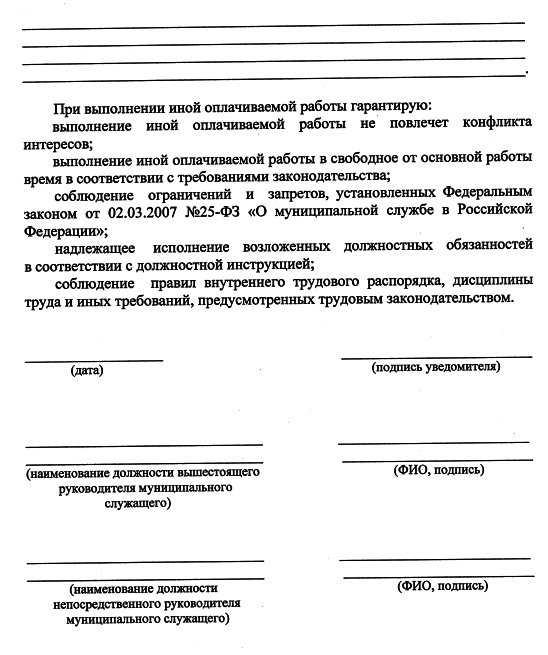 При выполнении иной оплачиваемой работы гарантирую:
выполнение иной оплачиваемой работы не повлечет конфликта
интересов;
выполнение иной оплачиваемой работы в свободное от основной работы
время в соответствии с требованиями законодательства;
соблюдение ограничений и запретов, установленных Федеральным
законом от 02.03.2007 №25-ФЗ «О муниципальной службе в Российской
Федерации»;
надлежащее исполнение возложенных должностных обязанностей
в соответствии с должностной инструкцией;
соблюдение правил внутреннего трудового распорядка, дисциплины
труда и иных требований, предусмотренных трудовым законодательством.
(дата)
(подпись уведомителя)
(наименование должности вышестоящего
руководителя муниципального
служащего)
(ФИО, подпись)
(наименование должности
непосредственного руководителя
муниципального служащего)
(ФИО, подпись)